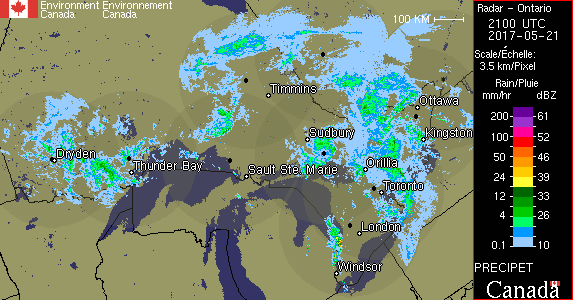 Environment Environnement
Canada Canada
100 KM
Timmins
Ottawa
Sudbury
Kingston
Dryden
Thunder Bay
Sault Ste. Marie
Orillia
Toronto
London
Windsor
Radar - Ontario
2100 UTC
2017-05-21
Scale/Échelle:
3.5 km/Pixel
Rain/Pluie
mm/hr dBZ
200 61
100 52
50 46
24 39
12 33
4 26
0.1 10
PRECIPET
Canada